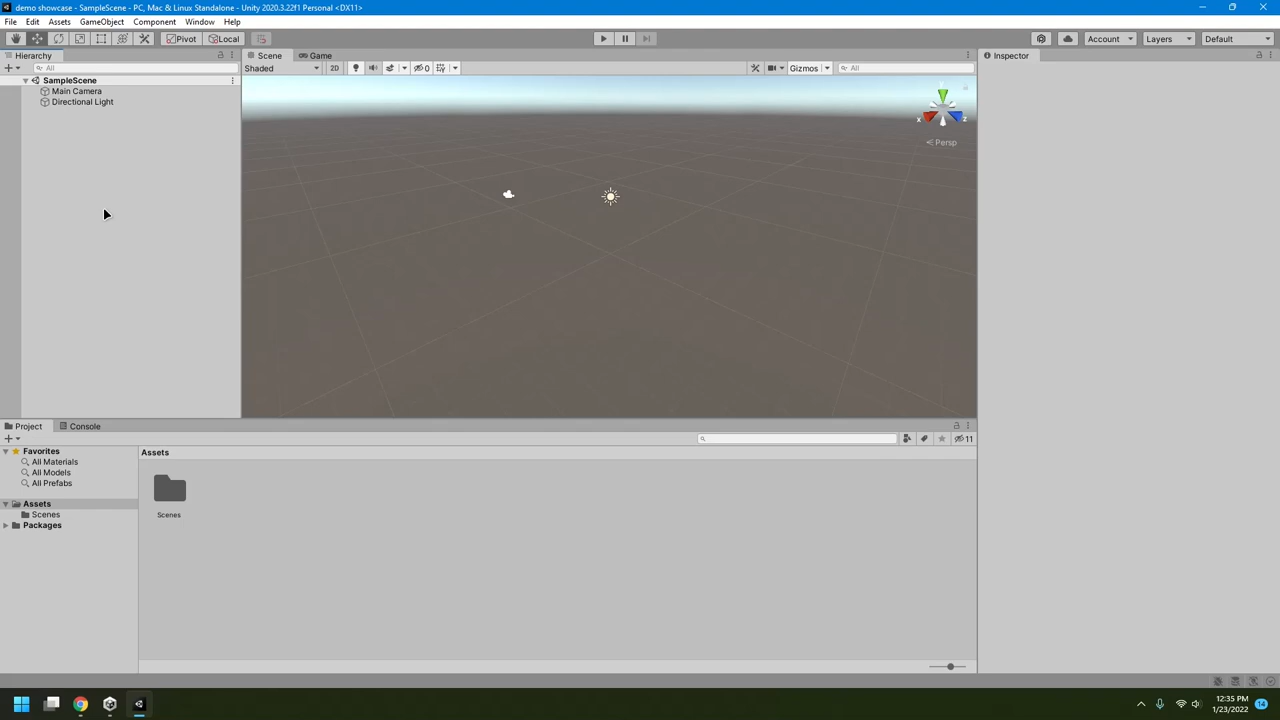 demo showcase - SampleScene - PC, Mac & Linux Standalone - Unity 2020.3.22f1 Personal <DX11>
File Edit Assets GameObject Component Window Help
Pivot Local Account Layers Default
Hierarchy Scene Game Inspector
All Shaded 2D 0 Gizmos All
SampleScene
Main Camera
Directional Light
Y
X Z
Persp
Project Console
11
Favorites
All Materials
All Models
All Prefabs
Assets
Scenes
Packages
Assets
Scenes
12:35 PM
1/23/2022
14